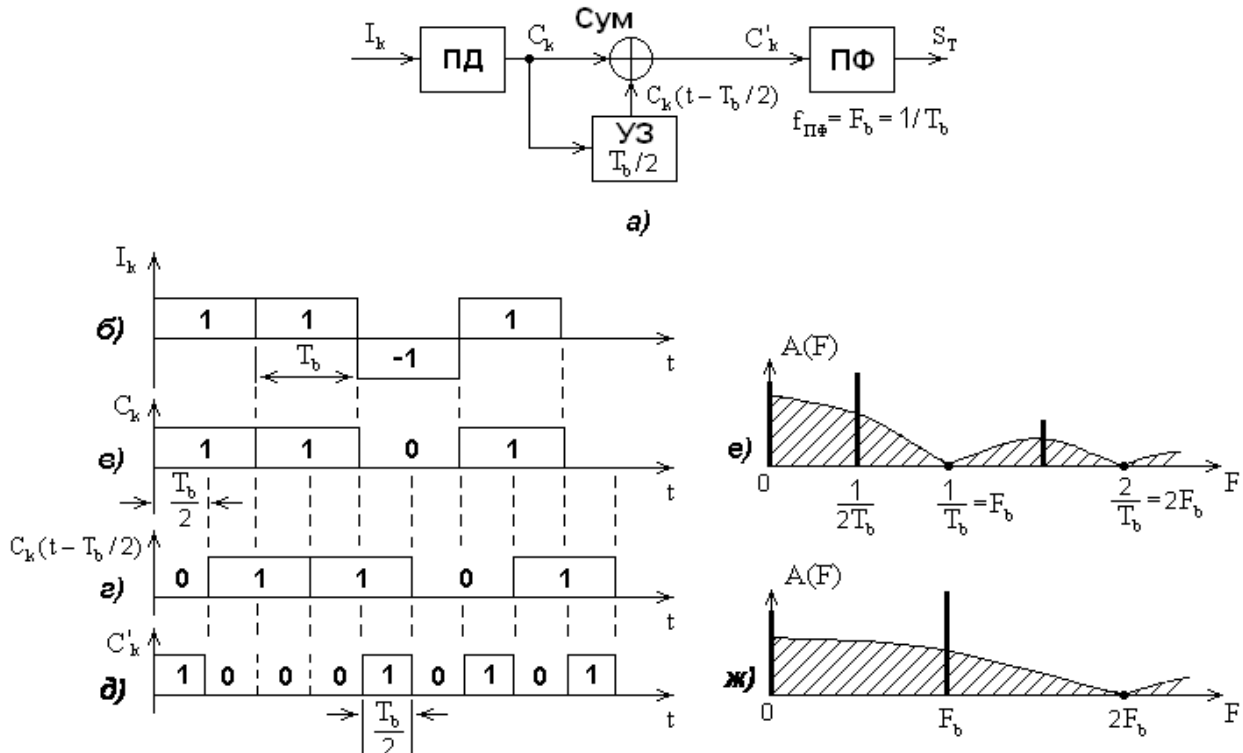 Сум
I_k
ПД
C_k
C'_k
ПФ
S_T
C_k(t-T_b/2)
УЗ
T_b/2
f_ПФ = F_b = 1/T_b
а)
I_k
б)
1 1 -1 1
T_b
t
C_k
в)
1 1 0 1
t
T_b/2
C_k(t-T_b/2)
г)
0 1 1 0 1
t
C'_k
д)
1 0 0 0 1 0 1 0 1
t
T_b/2
A(F)
е)
0
1/2T_b
1/T_b = F_b
2/T_b = 2F_b
F
A(F)
ж)
0
F_b
2F_b
F